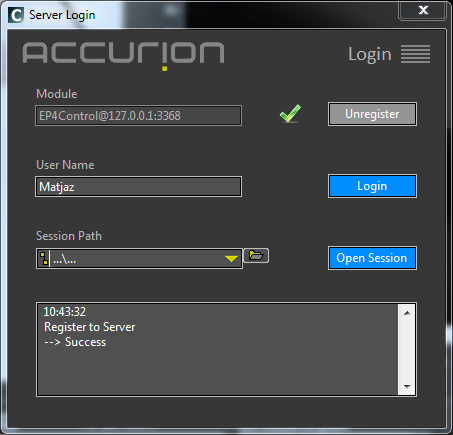 Server Login
ACCURION
Login
Module
EP4Control@127.0.0.1:3368
Unregister
User Name
Matjaz
Login
Session Path
...\...
Open Session
10:43:32
Register to Server
--> Success